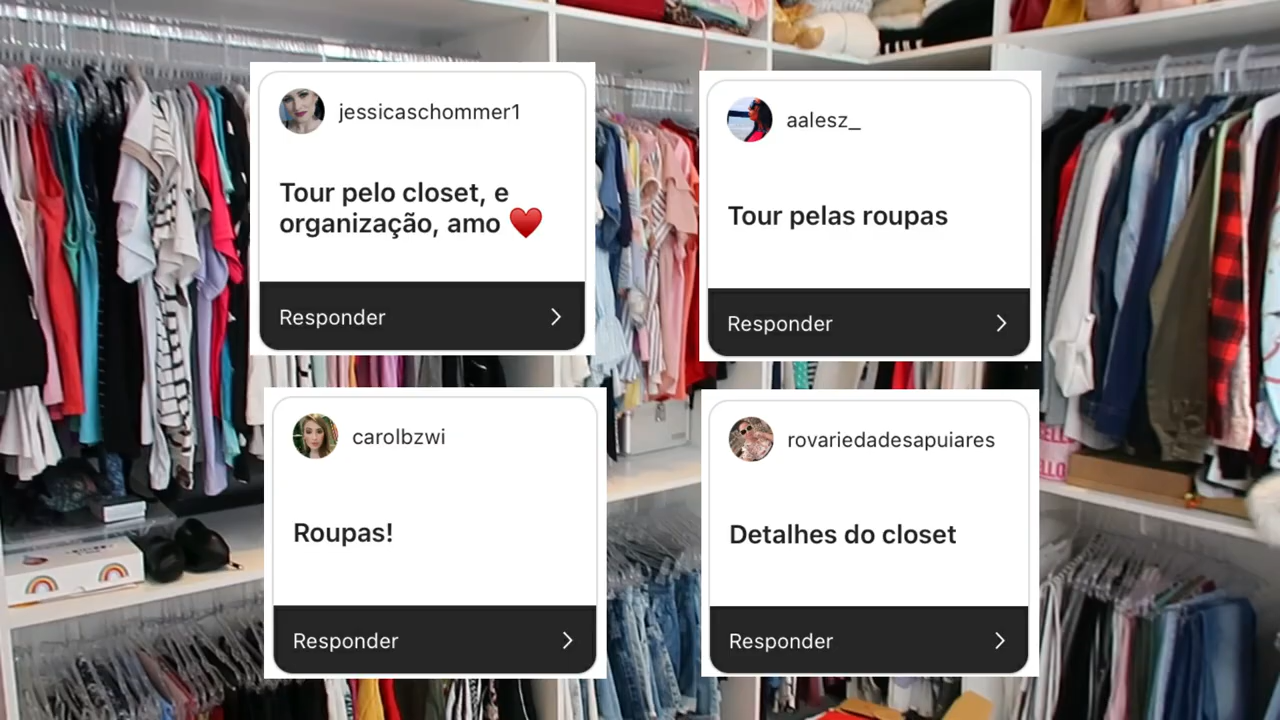 jessicaschommer1
Tour pelo closet, e
organização, amo ❤️
Responder
aalesz_
Tour pelas roupas
Responder
carolbzwi
Roupas!
Responder
rovariedadesapuiares
Detalhes do closet
Responder